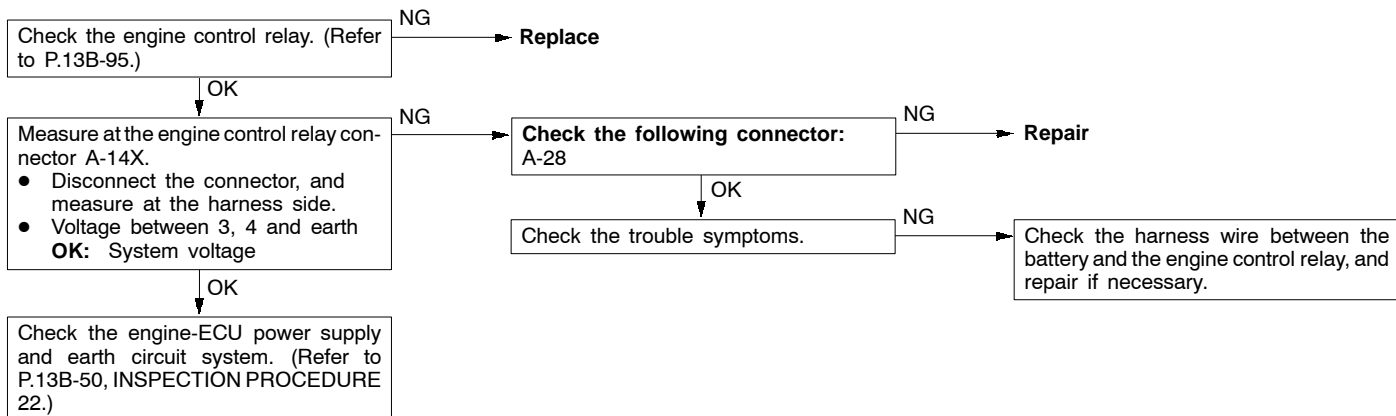 Check the engine control relay. (Refer
to P.13B-95.)
NG
Replace
OK
Measure at the engine control relay con-
nector A-14X.
● Disconnect the connector, and
measure at the harness side.
● Voltage between 3, 4 and earth
OK: System voltage
NG
Check the following connector:
A-28
NG
Repair
OK
Check the trouble symptoms.
NG
Check the harness wire between the
battery and the engine control relay, and
repair if necessary.
OK
Check the engine-ECU power supply
and earth circuit system. (Refer to
P.13B-50, INSPECTION PROCEDURE
22.)